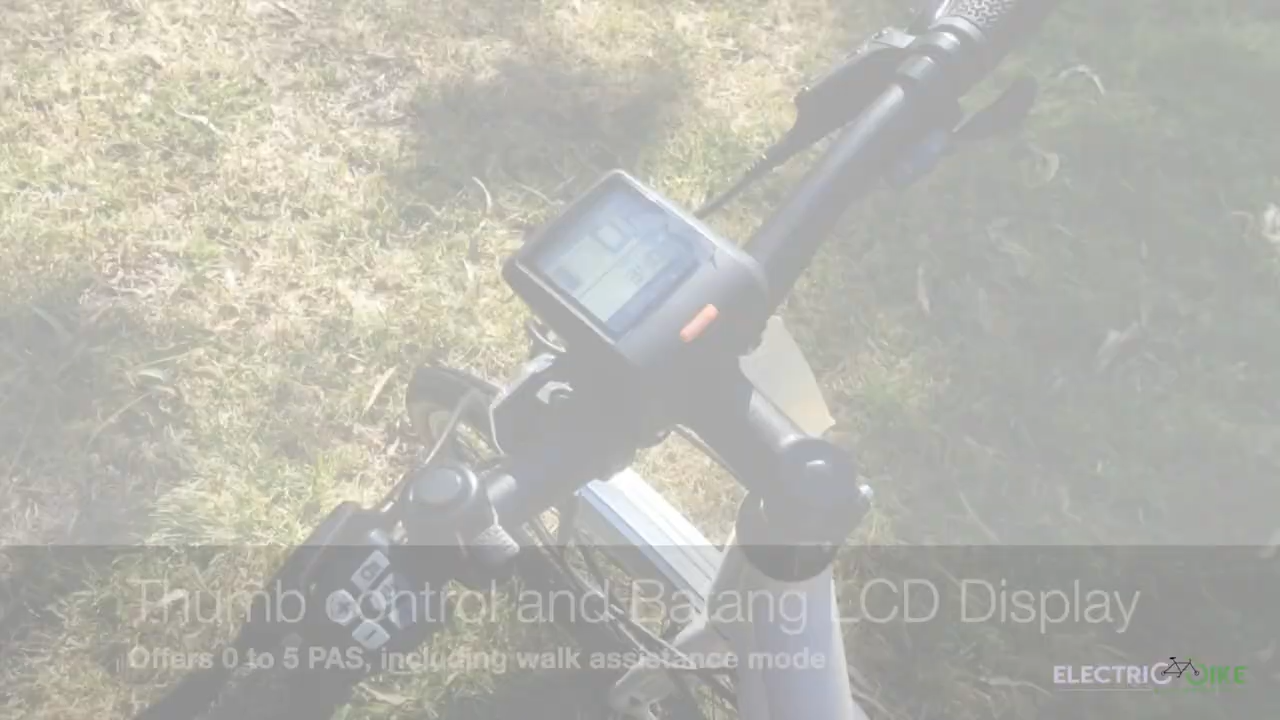 Thumb Control and Bafang LCD Display
Offers 0 to 5 PAS, including walk assistance mode
ELECTRIC BIKE